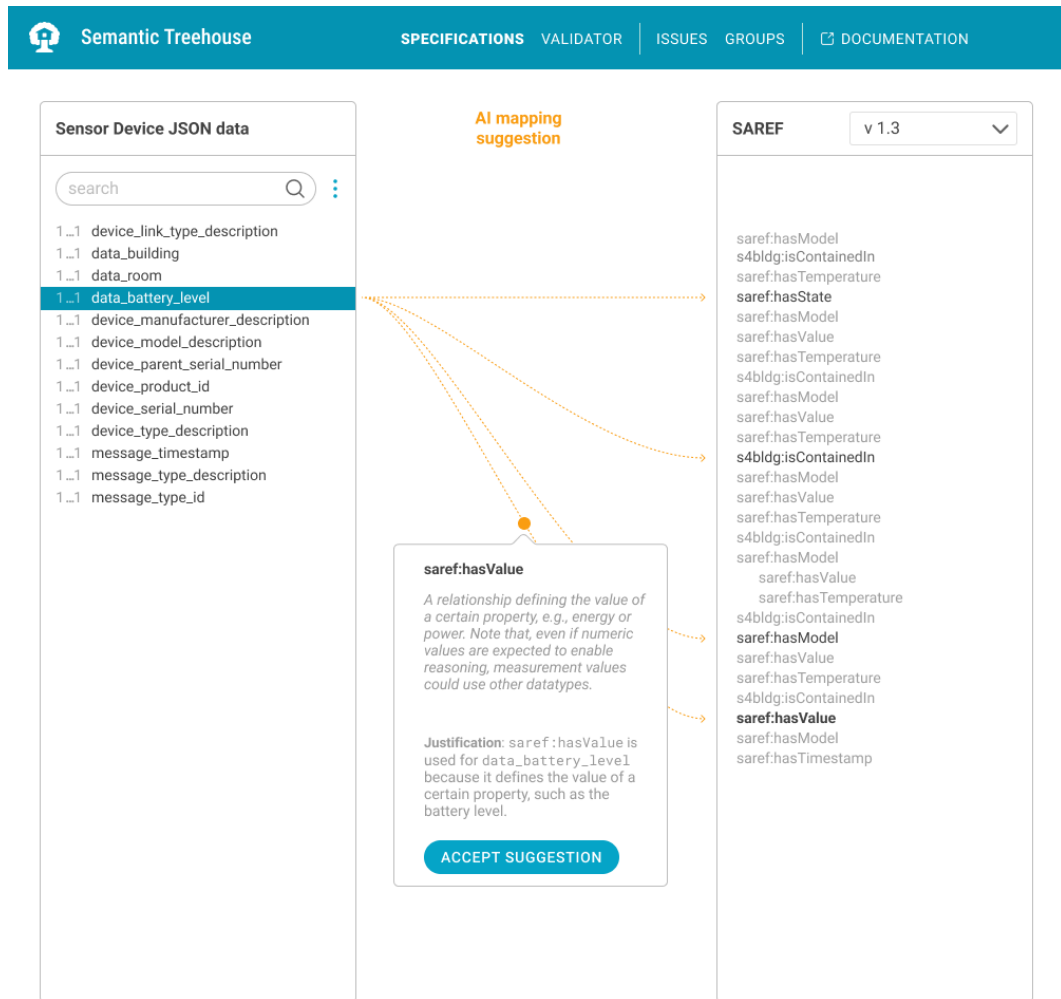 Semantic Treehouse
SPECIFICATIONS VALIDATOR ISSUES GROUPS DOCUMENTATION
Sensor Device JSON data
search
1…1 device_link_type_description
1…1 data_building
1…1 data_room
1…1 data_battery_level
1…1 device_manufacturer_description
1…1 device_model_description
1…1 device_parent_serial_number
1…1 device_product_id
1…1 device_serial_number
1…1 device_type_description
1…1 message_timestamp
1…1 message_type_description
1…1 message_type_id
AI mapping
suggestion
saref:hasValue
A relationship defining the value of
a certain property, e.g., energy or
power. Note that, even if numeric
values are expected to enable
reasoning, measurement values
could use other datatypes.
Justification: saref:hasValue is
used for data_battery_level
because it defines the value of a
certain property, such as the
battery level.
ACCEPT SUGGESTION
SAREF
v 1.3
saref:hasModel
s4bldg:isContainedIn
saref:hasTemperature
saref:hasState
saref:hasModel
saref:hasValue
saref:hasTemperature
s4bldg:isContainedIn
saref:hasModel
saref:hasValue
saref:hasTemperature
s4bldg:isContainedIn
saref:hasModel
saref:hasValue
saref:hasTemperature
s4bldg:isContainedIn
saref:hasModel
saref:hasValue
saref:hasTemperature
s4bldg:isContainedIn
saref:hasModel
saref:hasValue
saref:hasTemperature
s4bldg:isContainedIn
saref:hasValue
saref:hasModel
saref:hasTimestamp